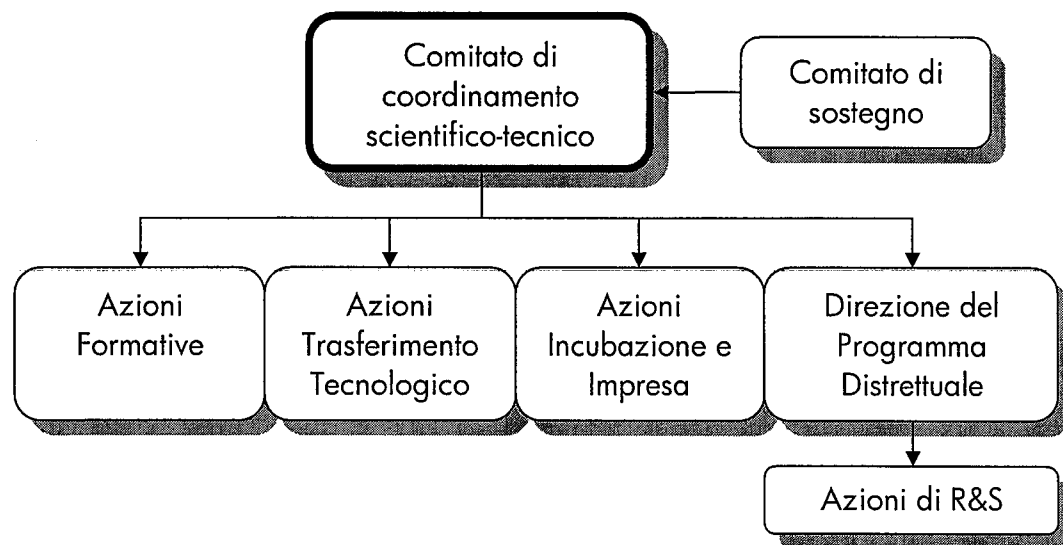 Comitato di
coordinamento
scientifico-tecnico
Comitato di
sostegno
Azioni
Formative
Azioni
Trasferimento
Tecnologico
Azioni
Incubazione e
Impresa
Direzione del
Programma
Distrettuale
Azioni di R&S